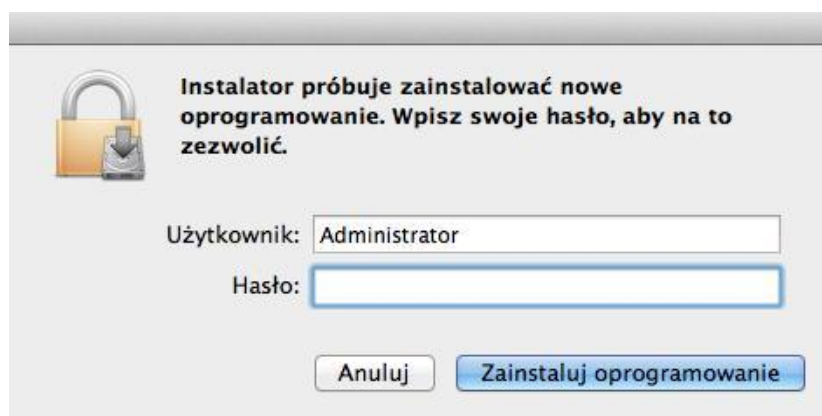 Instalator próbuje zainstalować nowe
oprogramowanie. Wpisz swoje hasło, aby na to
zezwolić.
Użytkownik: Administrator
Hasło:
Anuluj Zainstaluj oprogramowanie